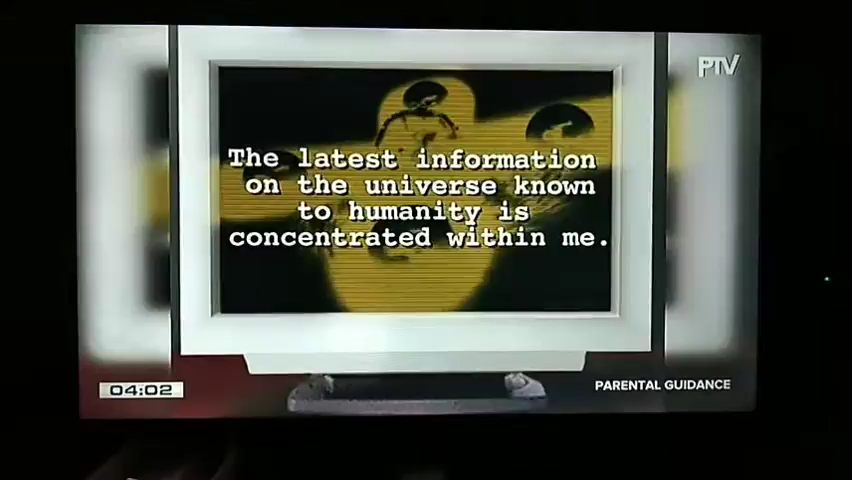 PTV
The latest information
on the universe known
to humanity is
concentrated within me.
04:02
PARENTAL GUIDANCE